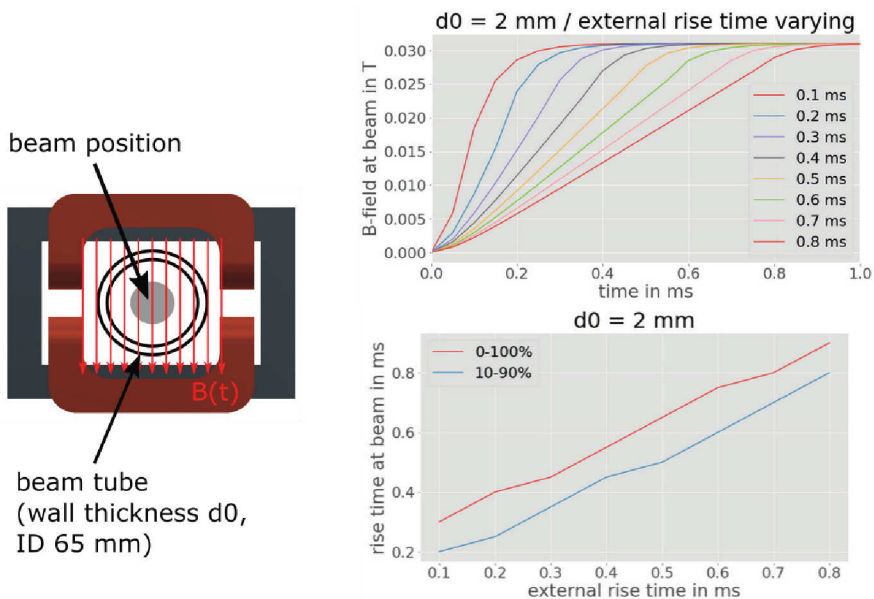 beam position
B(t)
beam tube
(wall thickness d0,
ID 65 mm)
d0 = 2 mm / external rise time varying
B-field at beam in T
0.030
0.025
0.020
0.015
0.010
0.005
0.000
0.1 ms
0.2 ms
0.3 ms
0.4 ms
0.5 ms
0.6 ms
0.7 ms
0.8 ms
0.0 0.2 0.4 0.6 0.8 1.0
time in ms
d0 = 2 mm
rise time at beam in ms
0-100%
10-90%
0.8
0.6
0.4
0.2
0.1 0.2 0.3 0.4 0.5 0.6 0.7 0.8
external rise time in ms